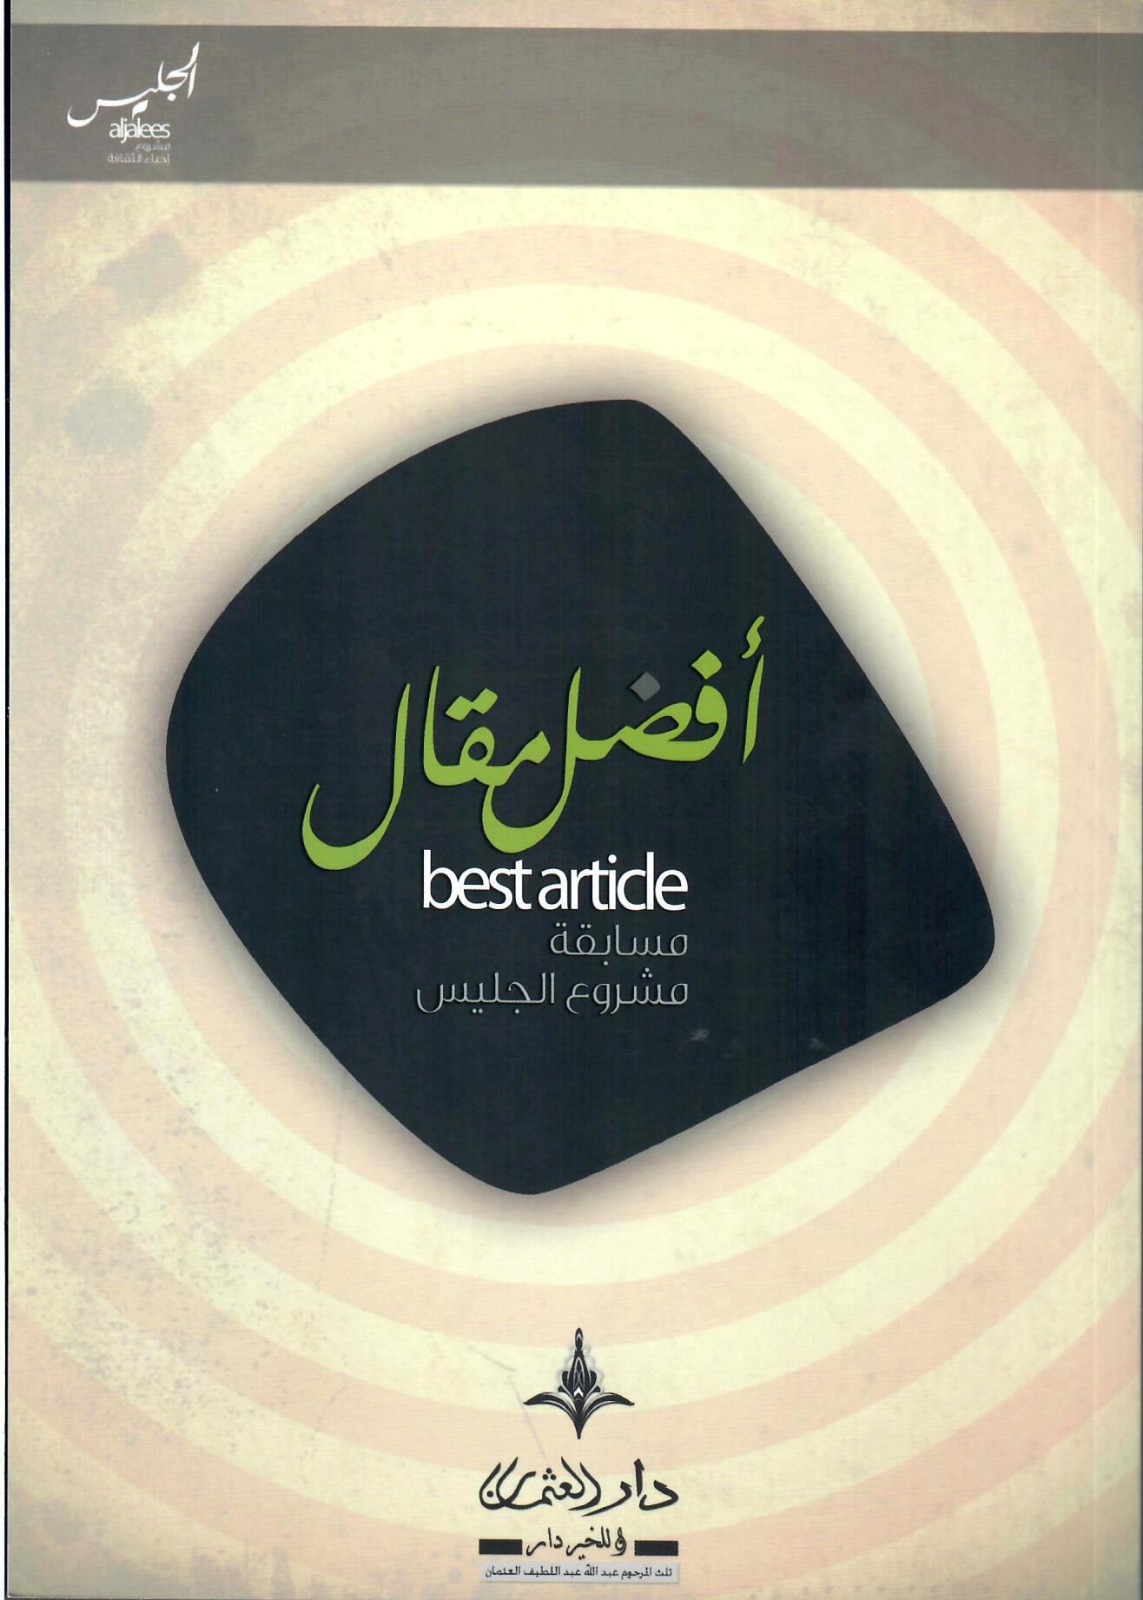 الجليس
aljalees
مشروع
إحياء الثقافة
أفضل مقال
best article
مسابقة
مشروع الجليس
دار العثمان
وللخير دار
ثلث المرحوم عبد الله عبد اللطيف العثمان